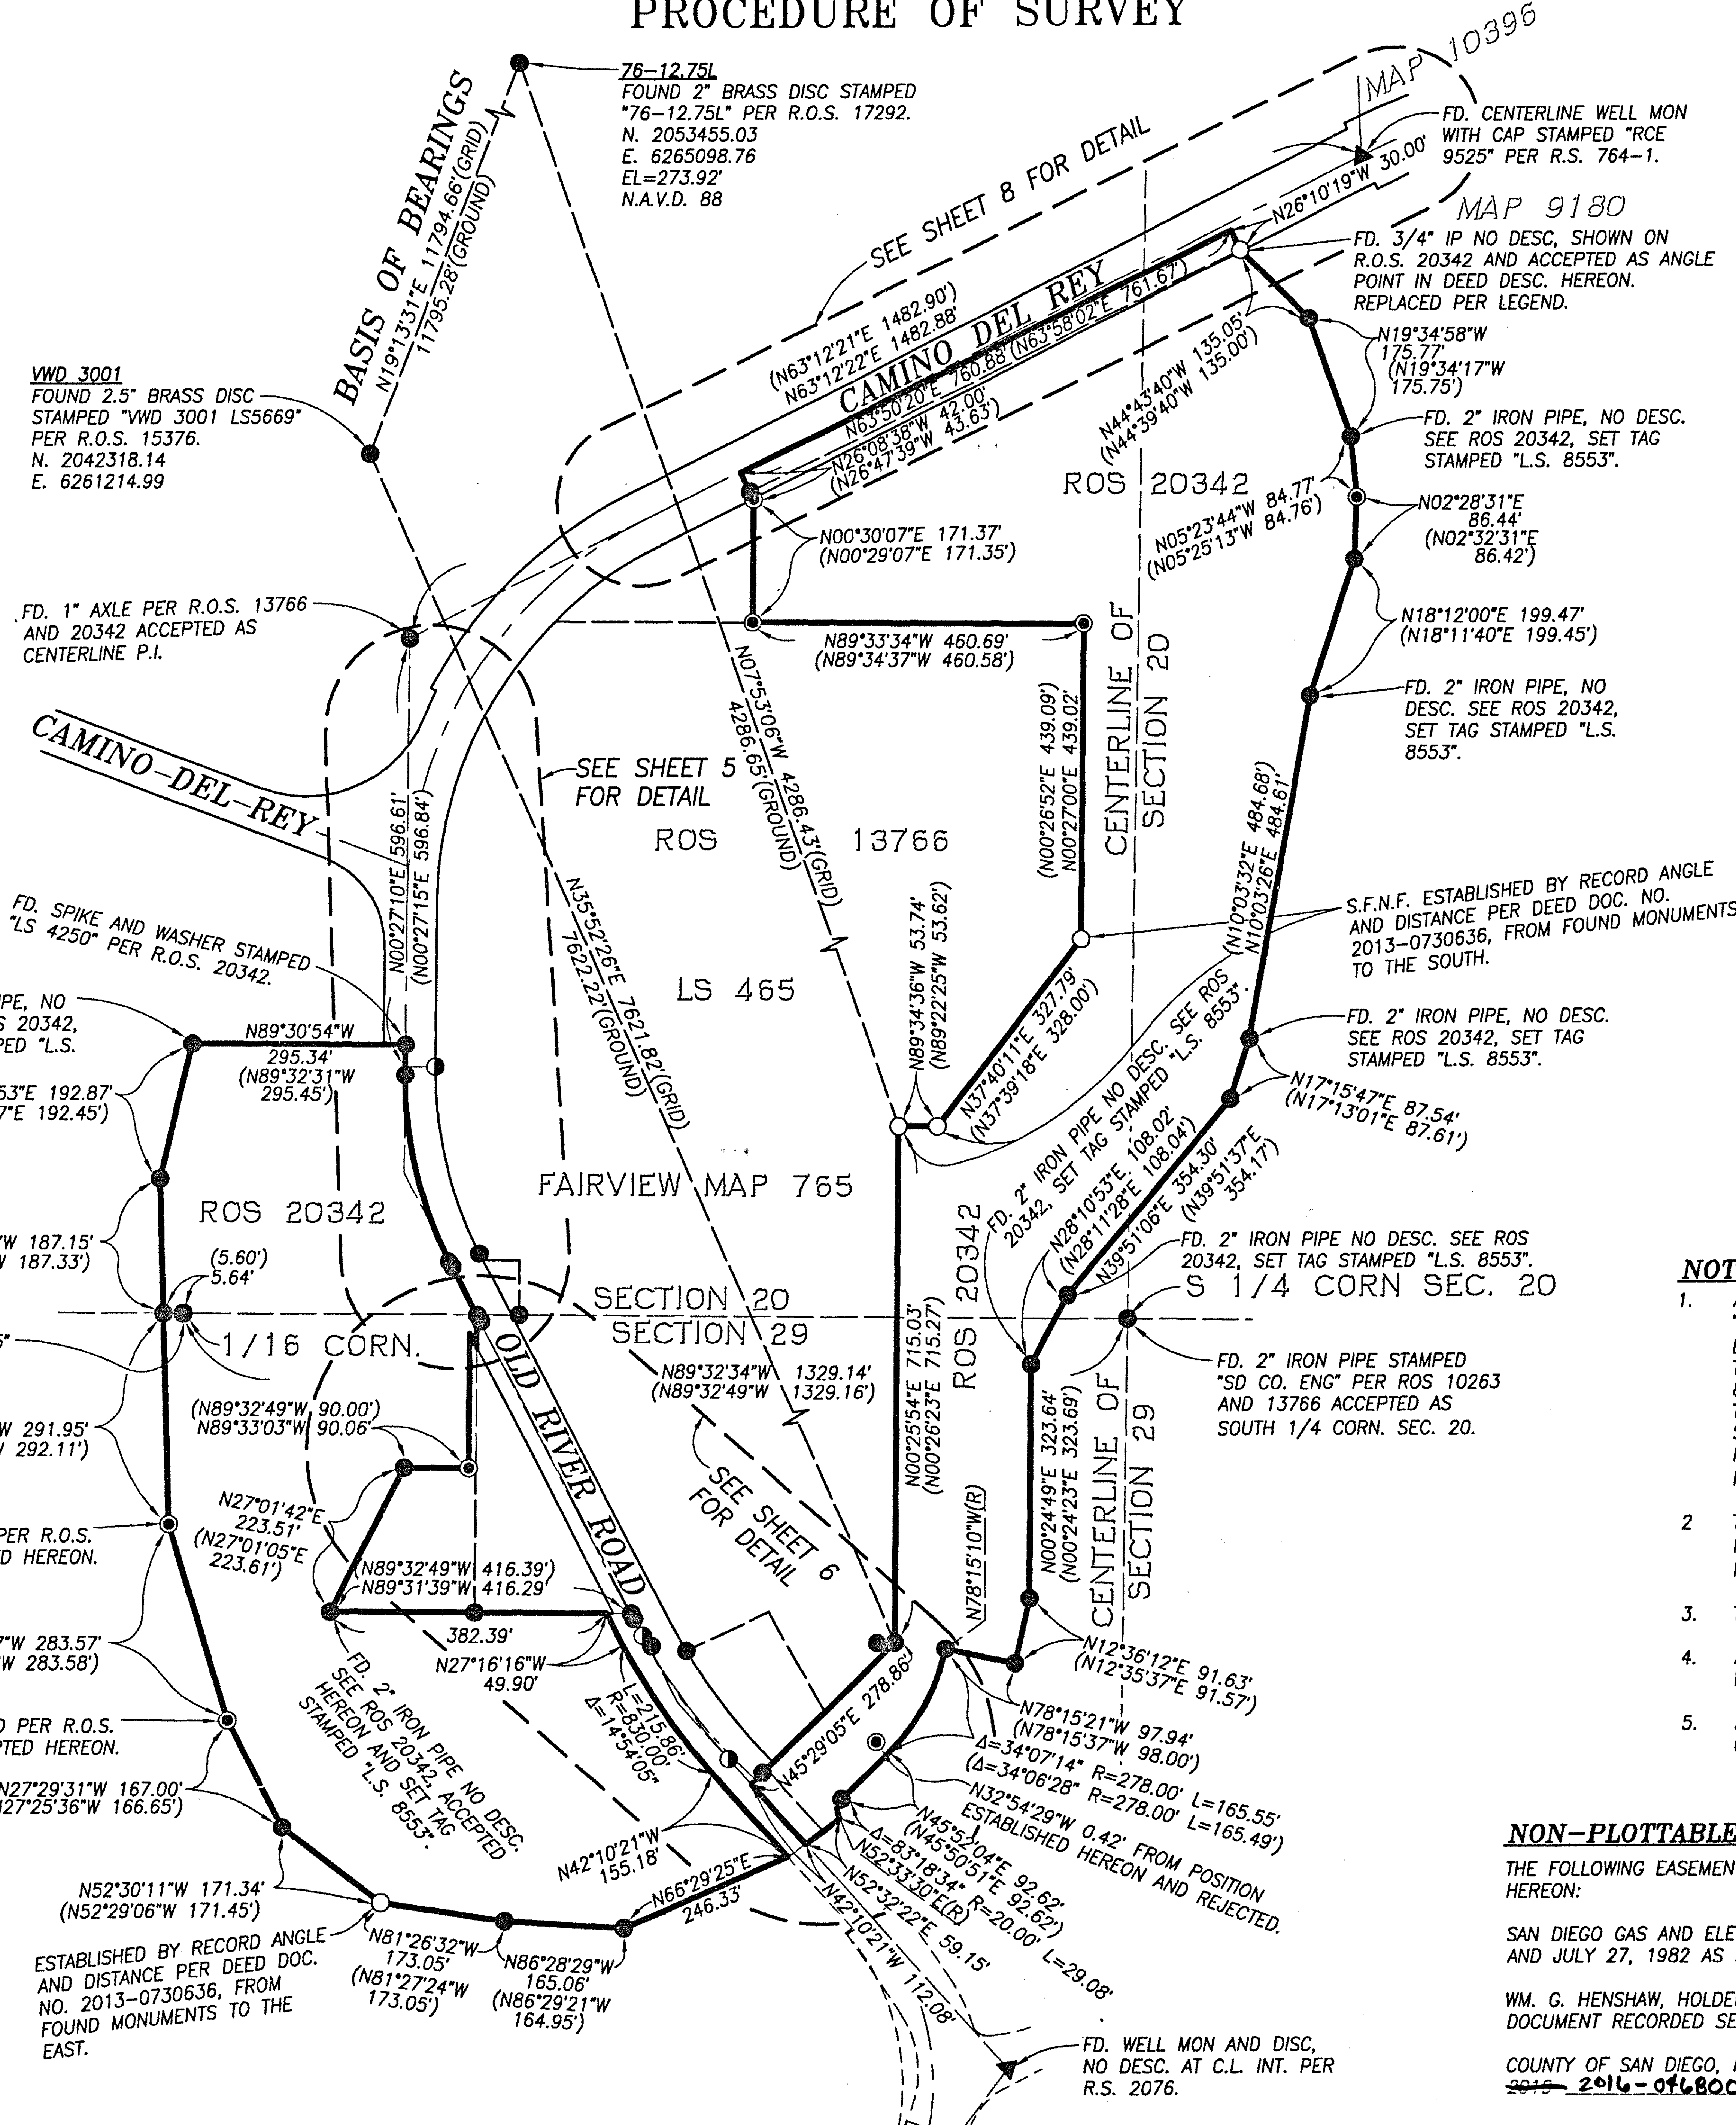 PROCEDURE OF SURVEY
76-12.75L
FOUND 2" BRASS DISC STAMPED
"76-12.75L" PER R.O.S. 17292.
N. 2053455.03
E. 6265098.76
EL=273.92'
N.A.V.D. 88
BASIS OF BEARINGS
N19°13'31"E 11794.66'(GRID)
11795.28'(GROUND)
MAP 10396
FD. CENTERLINE WELL MON
WITH CAP STAMPED "RCE
9525" PER R.S. 764-1.
SEE SHEET 8 FOR DETAIL
N26°10'19"W 30.00'
MAP 9180
FD. 3/4" IP NO DESC, SHOWN ON
R.O.S. 20342 AND ACCEPTED AS ANGLE
POINT IN DEED DESC. HEREON.
REPLACED PER LEGEND.
VWD 3001
FOUND 2.5" BRASS DISC
STAMPED "VWD 3001 LS5669"
PER R.O.S. 15376.
N. 2042318.14
E. 6261214.99
(N63°12'21"E 1482.90')
N63°12'22"E 1482.88'
CAMINO DEL REY
N63°50'20"E 760.88'(N63°58'02"E 761.67')
N26°08'38"W 42.00'
(N26°47'39"W 43.63')
N44°43'40"W 135.05'
(N44°39'40"W 135.00')
N19°34'58"W
175.77'
(N19°34'17"W
175.75')
FD. 2" IRON PIPE, NO DESC.
SEE ROS 20342, SET TAG
STAMPED "L.S. 8553".
ROS 20342
N05°23'44"W 84.77'
(N05°25'13"W 84.76')
N02°28'31"E
86.44'
(N02°32'31"E
86.42')
N00°30'07"E 171.37'
(N00°29'07"E 171.35')
FD. 1" AXLE PER R.O.S. 13766
AND 20342 ACCEPTED AS
CENTERLINE P.I.
N89°33'34"W 460.69'
(N89°34'37"W 460.58')
N18°12'00"E 199.47'
(N18°11'40"E 199.45')
CENTERLINE OF
SECTION 20
FD. 2" IRON PIPE, NO
DESC. SEE ROS 20342,
SET TAG STAMPED "L.S.
8553".
CAMINO-DEL-REY
N00°27'10"E 596.61'
(N00°27'15"E 596.84')
SEE SHEET 5
FOR DETAIL
N07°53'06"W 4286.43'(GRID)
4286.65'(GROUND)
(N00°26'52"E 439.09')
N00°27'00"E 439.02'
ROS 13766
(N10°03'32"E 484.68')
N10°03'26"E 484.61'
S.F.N.F. ESTABLISHED BY RECORD ANGLE
AND DISTANCE PER DEED DOC. NO.
2013-0730636, FROM FOUND MONUMENTS
TO THE SOUTH.
FD. SPIKE AND WASHER STAMPED
"LS 4250" PER R.O.S. 20342.
N35°52'26"E 7621.82'(GRID)
7622.22'(GROUND)
LS 465
N89°34'36"W 53.74'
(N89°22'25"W 53.62')
N37°40'11"E 327.79'
(N37°39'18"E 328.00')
PIPE, NO
20342,
"L.S.
N89°30'54"W
295.34'
(N89°32'31"W
295.45')
53"E 192.87'
7"E 192.45')
FD. 2" IRON PIPE, NO DESC.
SEE ROS 20342, SET TAG
STAMPED "L.S. 8553".
N17°15'47"E 87.54'
(N17°13'01"E 87.61')
FD. 2" IRON PIPE NO DESC. SEE ROS
20342, SET TAG STAMPED "L.S. 8553".
N28°10'53"E. 108.02'
(N28°11'28"E 108.04')
N39°51'06"E 354.30'
(N39°51'37"E
354.17')
FAIRVIEW MAP 765
ROS 20342
ROS 20342
"W 187.15'
W 187.33')
(5.60')
5.64'
FD. 2" IRON PIPE NO DESC. SEE ROS
20342, SET TAG STAMPED "L.S. 8553".
S 1/4 CORN SEC. 20
SECTION 20
SECTION 29
1/16 CORN.
OLD RIVER ROAD
N89°32'34"W 1329.14'
(N89°32'49"W 1329.16')
FD. 2" IRON PIPE STAMPED
"SD CO. ENG" PER ROS 10263
AND 13766 ACCEPTED AS
SOUTH 1/4 CORN. SEC. 20.
(N89°32'49"W 90.00')
N89°33'03"W 90.06'
W 291.95'
292.11')
N00°25'54"E 715.03'
(N00°26'23"E 715.27')
N00°24'49"E 323.64'
(N00°24'23"E 323.69')
CENTERLINE OF
SECTION 29
SEE SHEET 6
FOR DETAIL
N27°01'42"E
223.51'
(N27°01'05"E
223.61')
PER R.O.S.
HEREON.
N78°15'10"W(R)
(N89°32'49"W 416.39')
N89°31'39"W 416.29'
382.39'
N27°16'16"W
49.90'
"W 283.57'
W 283.58')
N12°36'12"E 91.63'
(N12°35'37"E 91.57')
FD. 2" IRON PIPE NO DESC.
SEE ROS 20342, ACCEPTED
HEREON AND SET TAG
STAMPED "L.S. 8553".
L=215.86'
R=830.00'
Δ=14°54'05"
N45°29'05"E 278.86'
N78°15'21"W 97.94'
(N78°15'37"W 98.00')
Δ=34°07'14" R=278.00' L=165.55'
(Δ=34°06'28" R=278.00' L=165.49')
N32°54'29"W 0.42' FROM POSITION
ESTABLISHED HEREON AND REJECTED.
PER R.O.S.
HEREON.
N27°29'31"W 167.00'
27°25'36"W 166.65')
N45°52'04"E 92.62'
(N45°50'51"E 92.62')
Δ=83°18'34" R=20.00' L=29.08'
N52°33'30"E(R)
N52°32'22"E 59.15'
N42°10'21"W 112.08'
N42°10'21"W
155.18'
N66°29'25"E
246.33'
N52°30'11"W 171.34'
(N52°29'06"W 171.45')
ESTABLISHED BY RECORD ANGLE
AND DISTANCE PER DEED DOC.
NO. 2013-0730636, FROM
FOUND MONUMENTS TO THE
EAST.
N81°26'32"W
173.05'
(N81°27'24"W
173.05')
N86°28'29"W
165.06'
(N86°29'21"W
164.95')
FD. WELL MON AND DISC,
NO DESC. AT C.L. INT. PER
R.S. 2076.
NOT
1.
2
3.
4.
5.
NON-PLOTTABLE
THE FOLLOWING EASEMEN
HEREON:
SAN DIEGO GAS AND ELE
AND JULY 27, 1982 AS
WM. G. HENSHAW, HOLDE
DOCUMENT RECORDED SE
COUNTY OF SAN DIEGO,
2016 2016-046800